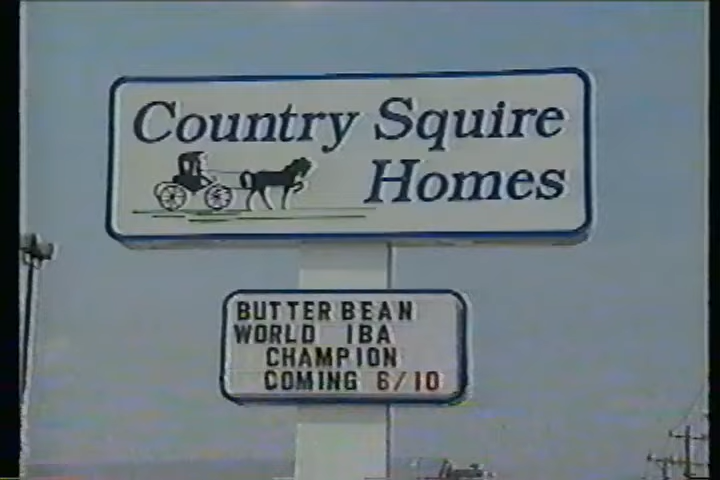 Country Squire
Homes
BUTTERBEAN
WORLD IBA
CHAMPION
COMING 6/10